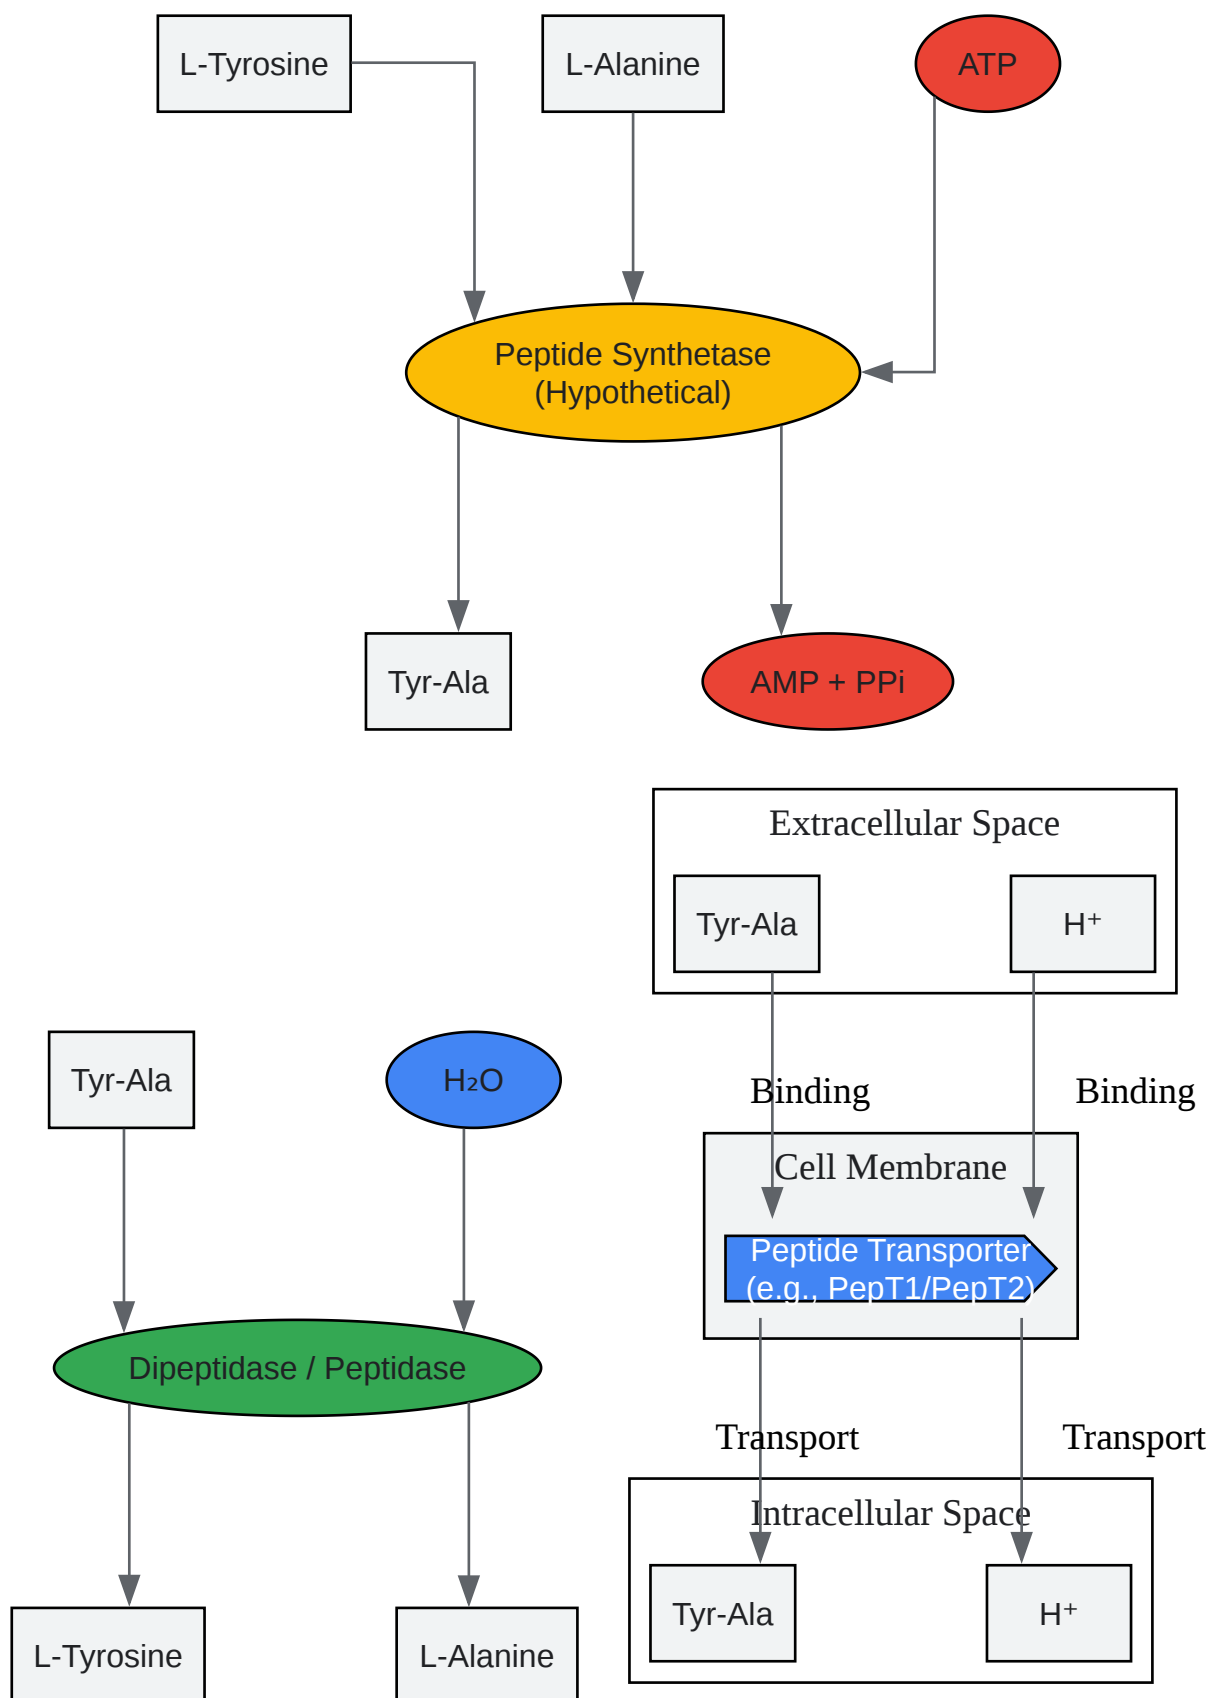 L-Tyrosine
L-Alanine
ATP
Peptide Synthetase
(Hypothetical)
Tyr-Ala
AMP + PPi
Extracellular Space
Tyr-Ala
H⁺
Tyr-Ala
H₂O
Binding
Binding
Cell Membrane
Peptide Transporter
(e.g., PepT1/PepT2)
Dipeptidase / Peptidase
Transport
Transport
Intracellular Space
Tyr-Ala
H⁺
L-Tyrosine
L-Alanine